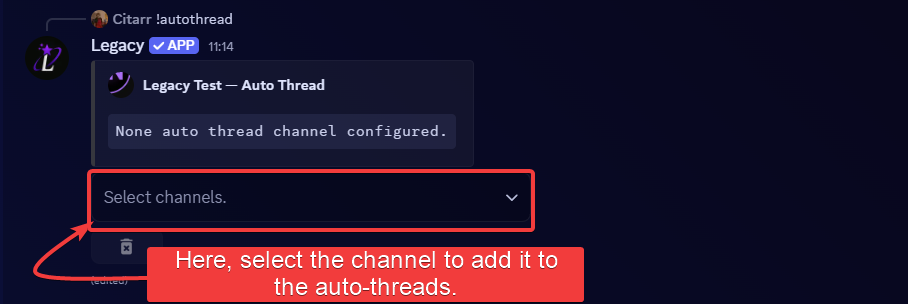 Citarr !autothread
Legacy APP 11:14
Legacy Test — Auto Thread
None auto thread channel configured.
Select channels.
Here, select the channel to add it to
the auto-threads.
(edited)